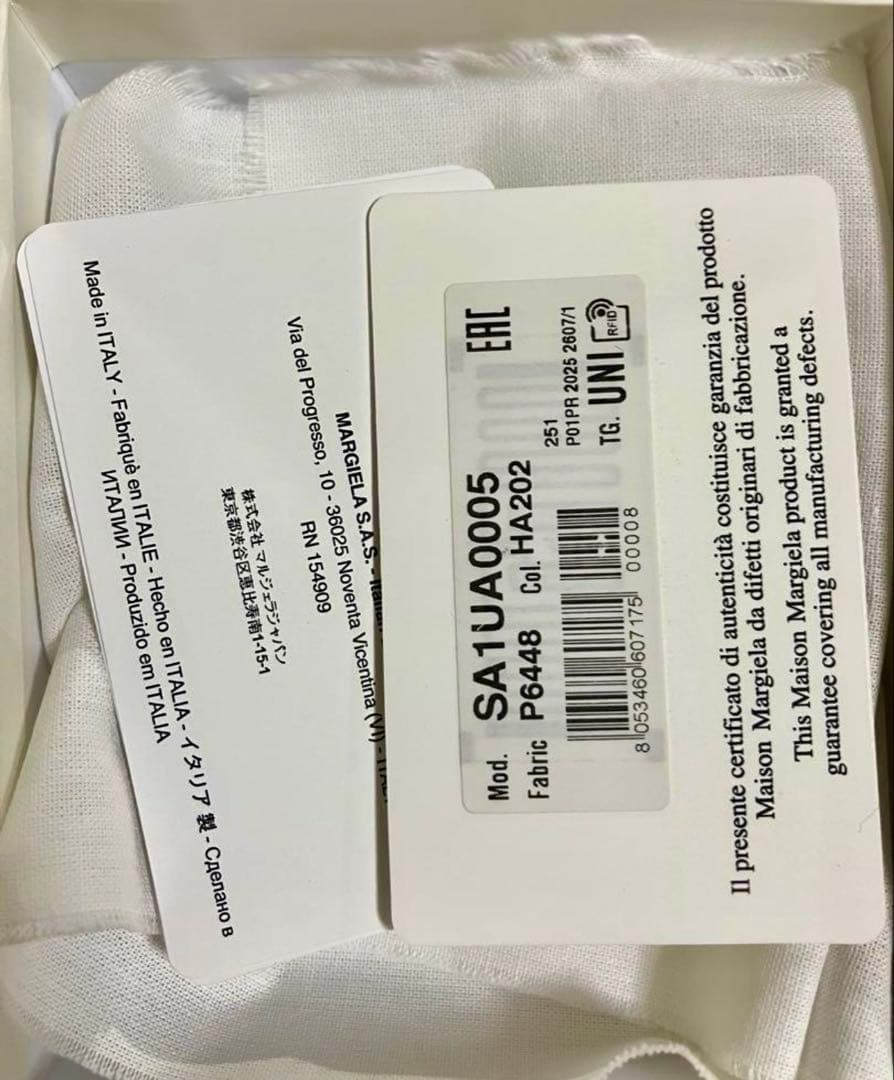 Made in ITALY - Fabriqué en ITALIE - Hecho en ITALIA - イタリア 製 - Сделано в
ИТАЛИИ - Produzido em ITALIA
株式会社 マルジェラジャパン
東京都渋谷区恵比寿南1-15-1
MARGIELA S.A.S. -
Via del Progresso, 10 - 36025 Noventa Vicentina (VI) -
RN 154909
Mod. SA1UA0005 EAC
Fabric P6448 Col. HA202 251
P01PR 2025 2607/1
TG. UNI RFID
8 053460 607175 00008
Il presente certificato di autenticità costituisce garanzia del prodotto
Maison Margiela da difetti originari di fabbricazione.
This Maison Margiela product is granted a
guarantee covering all manufacturing defects.